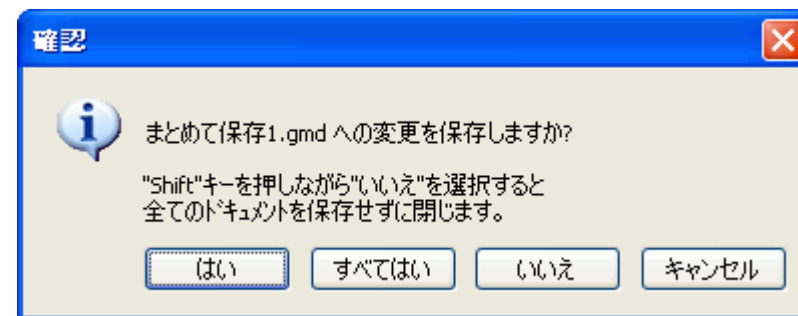 確認
まとめて保存1.gmd への変更を保存しますか?
"Shift"キーを押しながら"いいえ"を選択すると
全てのドキュメントを保存せずに閉じます。
はい すべてはい いいえ キャンセル